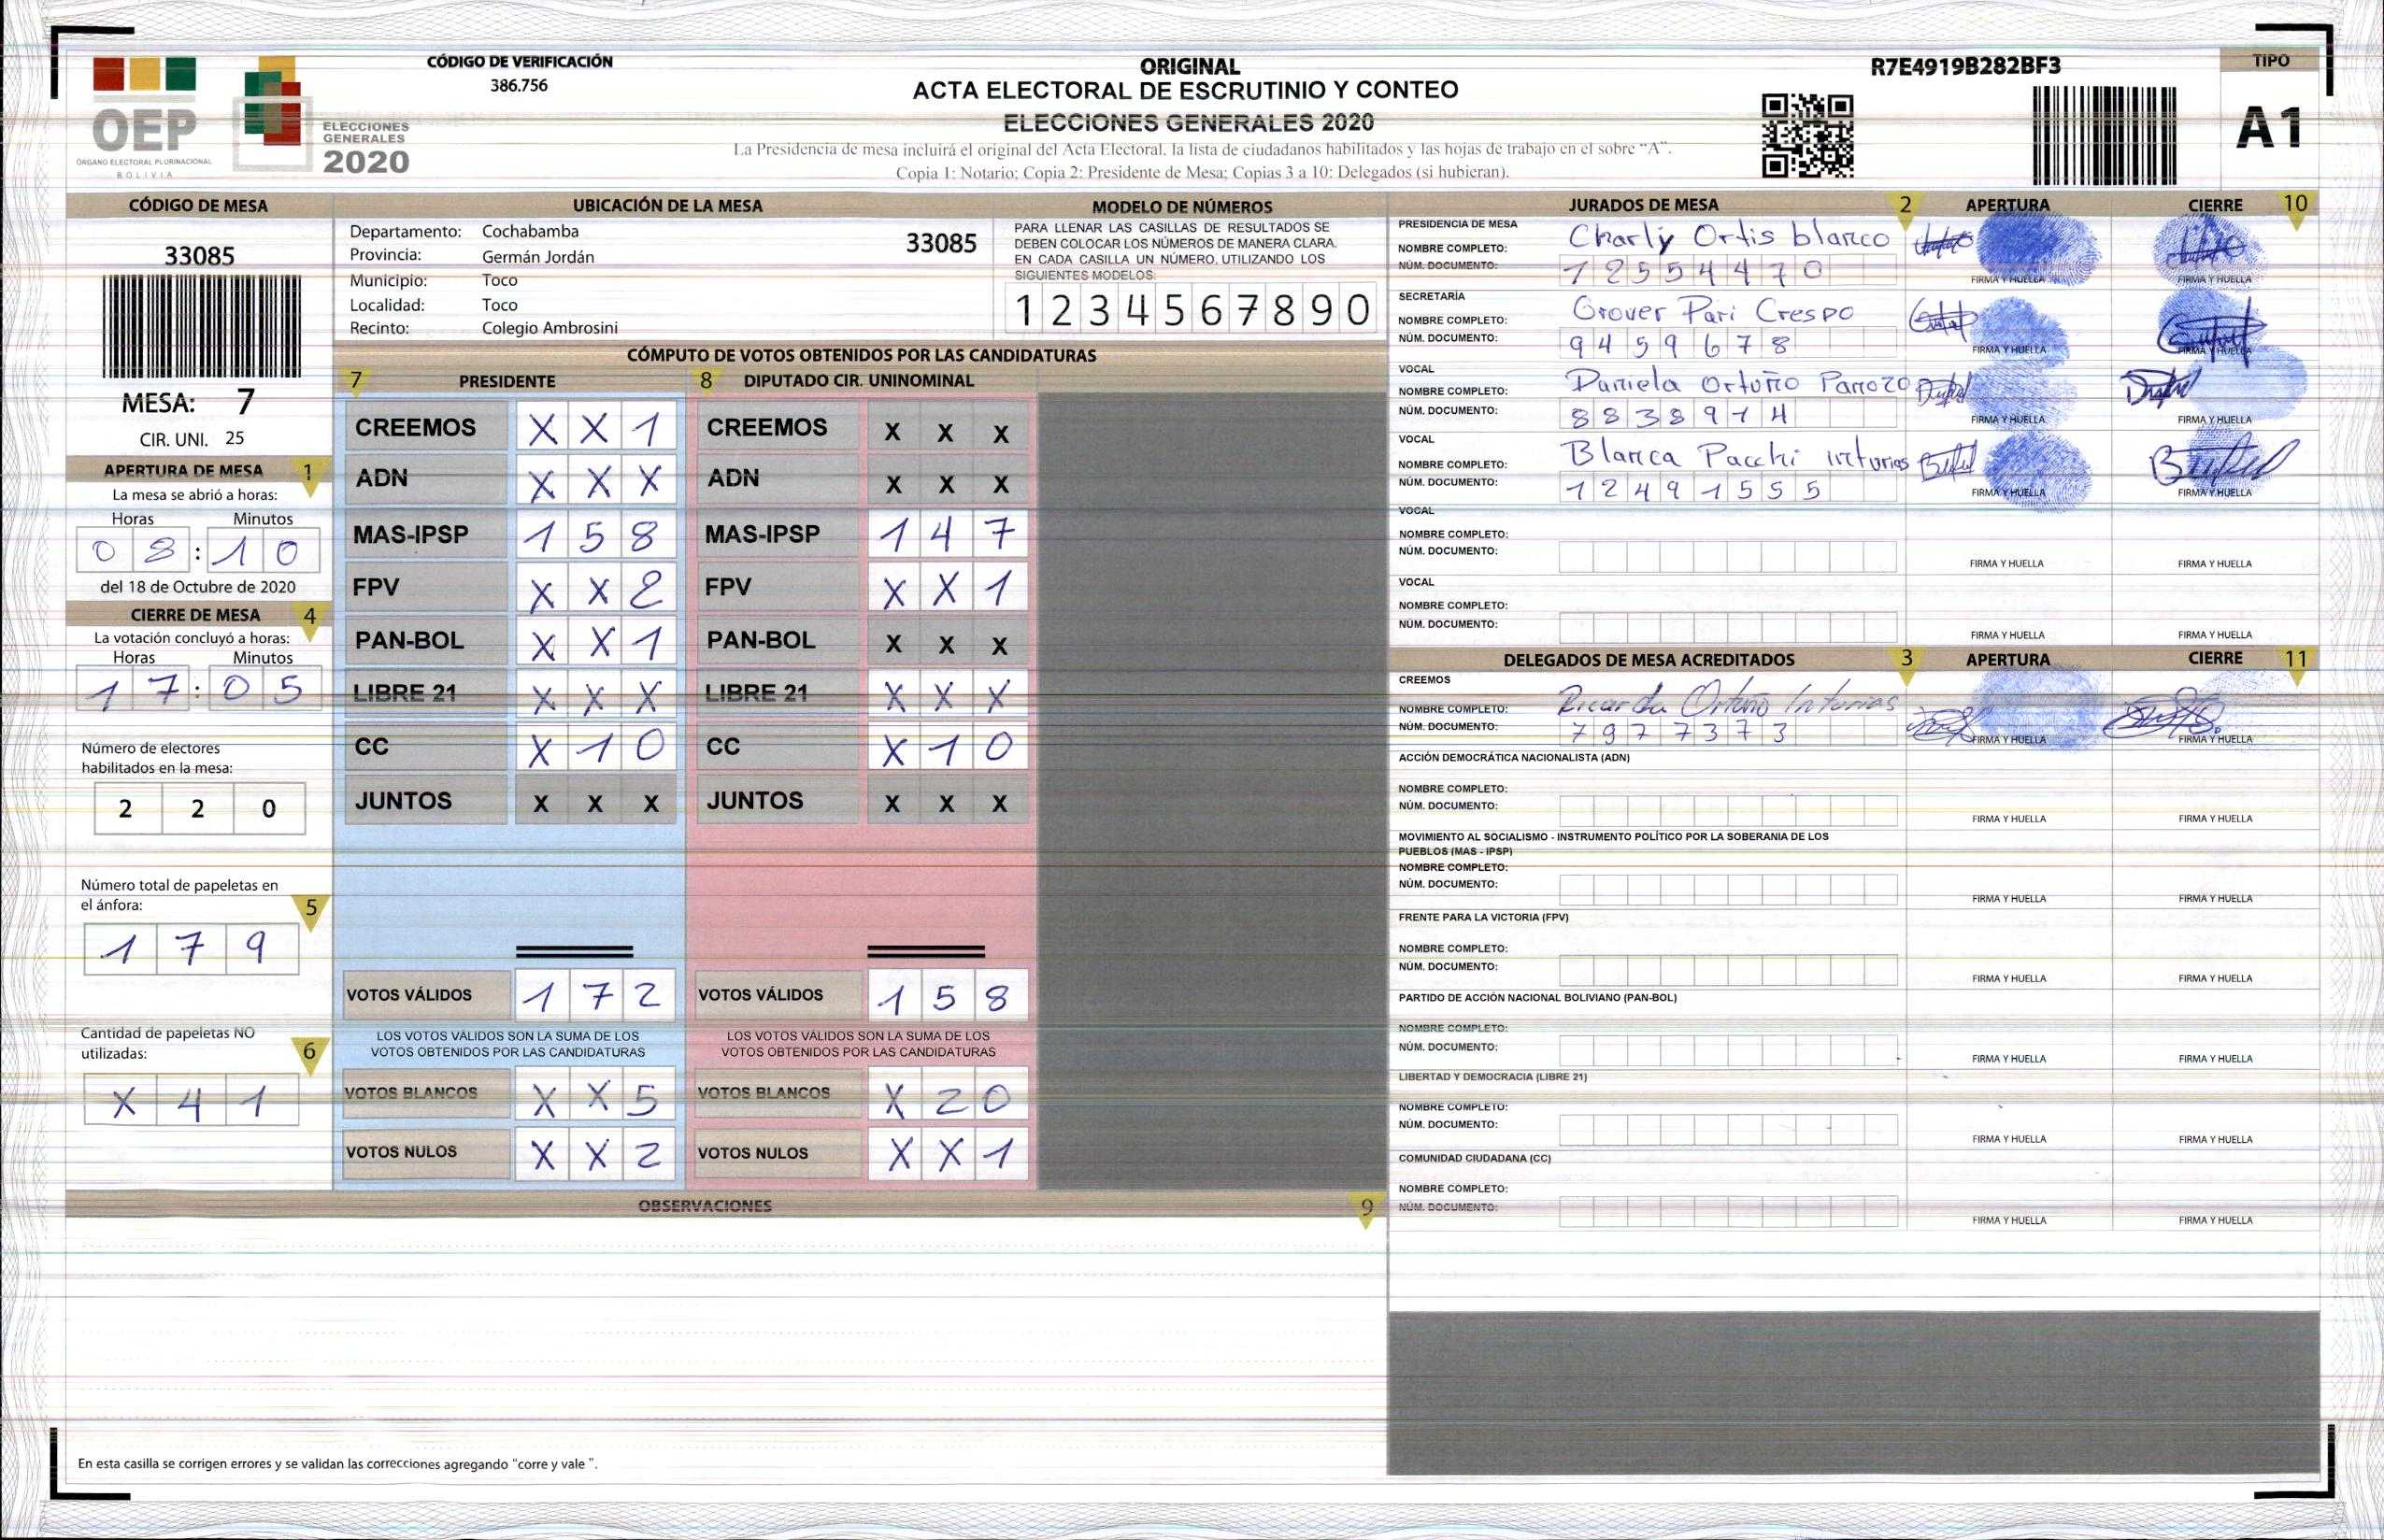 CÓDIGO DE VERIFICACIÓN
386.756
OEP
ÓRGANO ELECTORAL PLURINACIONAL
BOLIVIA
ELECCIONES
GENERALES
2020
ORIGINAL
ACTA ELECTORAL DE ESCRUTINIO Y CONTEO
ELECCIONES GENERALES 2020
La Presidencia de mesa incluirá el original del Acta Electoral, la lista de ciudadanos habilitados y las hojas de trabajo en el sobre "A".
Copia 1: Notario; Copia 2: Presidente de Mesa; Copias 3 a 10: Delegados (si hubieran).
R7E4919B282BF3
TIPO
A1
CÓDIGO DE MESA
33085
MESA: 7
CIR. UNI. 25
APERTURA DE MESA 1
La mesa se abrió a horas:
Horas Minutos
0 8 : 1 0
del 18 de Octubre de 2020
CIERRE DE MESA 4
La votación concluyó a horas:
Horas Minutos
1 7 : 0 5
Número de electores
habilitados en la mesa:
2 2 0
Número total de papeletas en
el ánfora: 5
1 7 9
Cantidad de papeletas NO
utilizadas: 6
X 4 1
UBICACIÓN DE LA MESA
Departamento: Cochabamba
33085
Provincia: Germán Jordán
Municipio: Toco
Localidad: Toco
Recinto: Colegio Ambrosini
MODELO DE NÚMEROS
PARA LLENAR LAS CASILLAS DE RESULTADOS SE
DEBEN COLOCAR LOS NÚMEROS DE MANERA CLARA.
EN CADA CASILLA UN NÚMERO, UTILIZANDO LOS
SIGUIENTES MODELOS:
1 2 3 4 5 6 7 8 9 0
CÓMPUTO DE VOTOS OBTENIDOS POR LAS CANDIDATURAS
7 PRESIDENTE 8 DIPUTADO CIR. UNINOMINAL
CREEMOS X X 1 CREEMOS X X X
ADN X X X ADN X X X
MAS-IPSP 1 5 8 MAS-IPSP 1 4 7
FPV X X 2 FPV X X 1
PAN-BOL X X 1 PAN-BOL X X X
LIBRE 21 X X X LIBRE 21 X X X
CC X 1 0 CC X 1 0
JUNTOS X X X JUNTOS X X X
VOTOS VÁLIDOS 1 7 2 VOTOS VÁLIDOS 1 5 8
LOS VOTOS VÁLIDOS SON LA SUMA DE LOS LOS VOTOS VÁLIDOS SON LA SUMA DE LOS
VOTOS OBTENIDOS POR LAS CANDIDATURAS VOTOS OBTENIDOS POR LAS CANDIDATURAS
VOTOS BLANCOS X X 5 VOTOS BLANCOS X 2 0
VOTOS NULOS X X 2 VOTOS NULOS X X 1
OBSERVACIONES 9
En esta casilla se corrigen errores y se validan las correcciones agregando "corre y vale ".
JURADOS DE MESA 2 APERTURA CIERRE 10
PRESIDENCIA DE MESA
NOMBRE COMPLETO: Charly Ortis blanco
NÚM. DOCUMENTO: 1 2 5 5 4 4 7 0
FIRMA Y HUELLA FIRMA Y HUELLA
SECRETARÍA
NOMBRE COMPLETO: Grover Pari Crespo
NÚM. DOCUMENTO: 9 4 5 9 6 7 8
FIRMA Y HUELLA FIRMA Y HUELLA
VOCAL
NOMBRE COMPLETO: Daniela Ortuño Panozo
NÚM. DOCUMENTO: 8 8 3 8 9 7 4
FIRMA Y HUELLA FIRMA Y HUELLA
VOCAL
NOMBRE COMPLETO: Blanca Pacchi inturias
NÚM. DOCUMENTO: 1 2 4 9 1 5 5 5
FIRMA Y HUELLA FIRMA Y HUELLA
VOCAL
NOMBRE COMPLETO:
NÚM. DOCUMENTO:
FIRMA Y HUELLA FIRMA Y HUELLA
VOCAL
NOMBRE COMPLETO:
NÚM. DOCUMENTO:
FIRMA Y HUELLA FIRMA Y HUELLA
DELEGADOS DE MESA ACREDITADOS 3 APERTURA CIERRE 11
CREEMOS
NOMBRE COMPLETO: Ricardo Ortuño Inturias
NÚM. DOCUMENTO: 7 9 7 7 3 7 3
FIRMA Y HUELLA FIRMA Y HUELLA
ACCIÓN DEMOCRÁTICA NACIONALISTA (ADN)
NOMBRE COMPLETO:
NÚM. DOCUMENTO:
FIRMA Y HUELLA FIRMA Y HUELLA
MOVIMIENTO AL SOCIALISMO - INSTRUMENTO POLÍTICO POR LA SOBERANIA DE LOS
PUEBLOS (MAS - IPSP)
NOMBRE COMPLETO:
NÚM. DOCUMENTO:
FIRMA Y HUELLA FIRMA Y HUELLA
FRENTE PARA LA VICTORIA (FPV)
NOMBRE COMPLETO:
NÚM. DOCUMENTO:
FIRMA Y HUELLA FIRMA Y HUELLA
PARTIDO DE ACCIÓN NACIONAL BOLIVIANO (PAN-BOL)
NOMBRE COMPLETO:
NÚM. DOCUMENTO:
FIRMA Y HUELLA FIRMA Y HUELLA
LIBERTAD Y DEMOCRACIA (LIBRE 21)
NOMBRE COMPLETO:
NÚM. DOCUMENTO:
FIRMA Y HUELLA FIRMA Y HUELLA
COMUNIDAD CIUDADANA (CC)
NOMBRE COMPLETO:
NÚM. DOCUMENTO:
FIRMA Y HUELLA FIRMA Y HUELLA